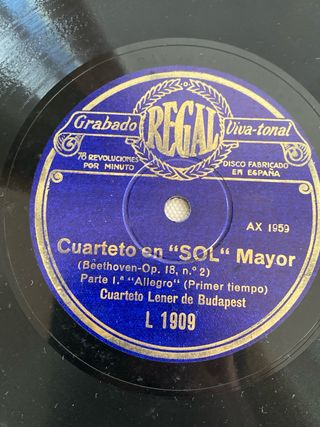 REGAL
Grabado Viva-tonal
78 REVOLUCIONES POR MINUTO
DISCO FABRICADO EN ESPAÑA
AX 1959
Cuarteto en “SOL“ Mayor
(Beethoven-Op. 18, n.º 2)
Parte I.ª “Allegro“ (Primer tiempo)
Cuarteto Lener de Budapest
L 1909